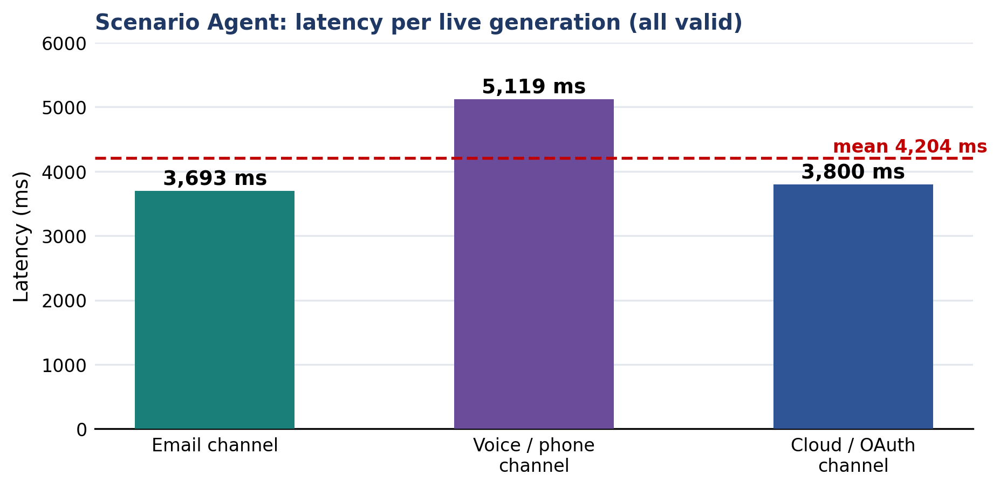 Scenario Agent: latency per live generation (all valid)
Latency (ms)
6000
5000
4000
3000
2000
1000
0
5,119 ms
mean 4,204 ms
3,693 ms
3,800 ms
Email channel
Voice / phone
channel
Cloud / OAuth
channel